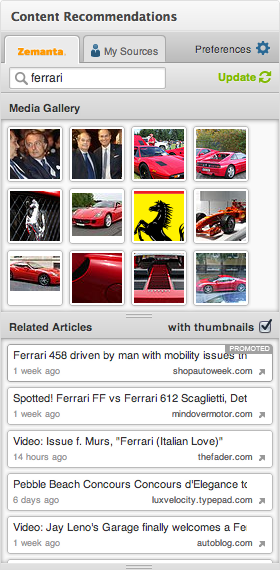 Content Recommendations
Zemanta. My Sources Preferences
ferrari Update
Media Gallery
Related Articles with thumbnails
PROMOTED
Ferrari 458 driven by man with mobility issues th
1 week ago shopautoweek.com
Spotted! Ferrari FF vs Ferrari 612 Scaglietti, Det
1 week ago mindovermotor.com
Video: Issue f. Murs, "Ferrari (Italian Love)"
14 hours ago thefader.com
Pebble Beach Concours Concours d'Elegance to
6 days ago luxvelocity.typepad.com
Video: Jay Leno's Garage finally welcomes a Fer
1 week ago autoblog.com